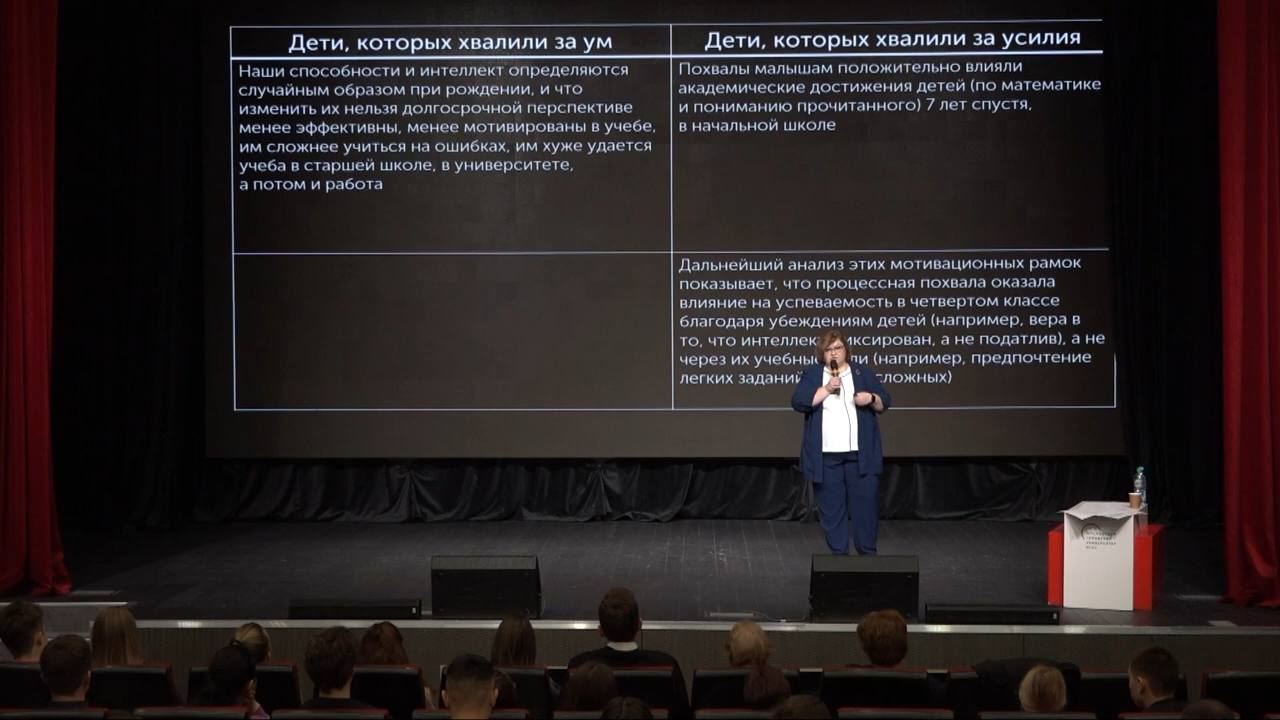 Дети, которых хвалили за ум
Наши способности и интеллект определяются
случайным образом при рождении, и что
изменить их нельзя долгосрочной перспективе
менее эффективны, менее мотивированы в учебе,
им сложнее учиться на ошибках, им хуже удается
учеба в старшей школе, в университете,
а потом и работа
Дети, которых хвалили за усилия
Похвалы малышам положительно влияли
академические достижения детей (по математике
и пониманию прочитанного) 7 лет спустя,
в начальной школе
Дальнейший анализ этих мотивационных рамок
показывает, что процессная похвала оказала
влияние на успеваемость в четвертом классе
благодаря убеждениям детей (например, вера в
то, что интеллек иксирован, а не податлив), а не
через их учебны ли (например, предпочтение
легких заданий сложных)